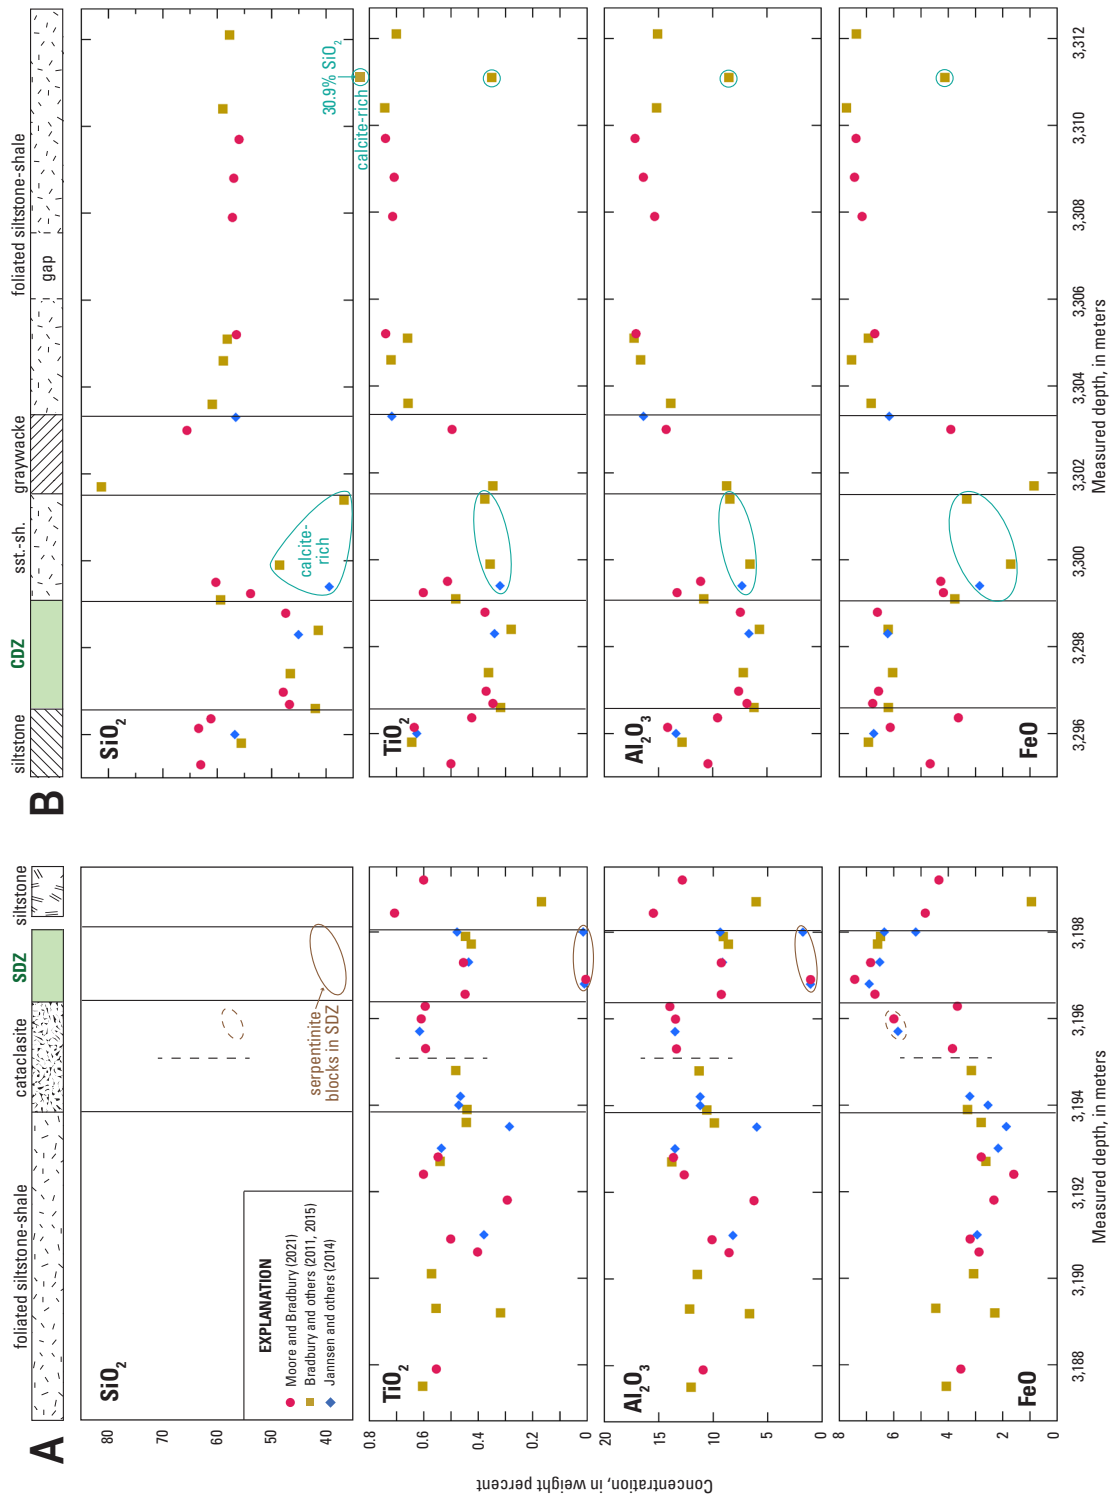 A
foliated siltstone-shale
cataclasite
SDZ
siltstone
SiO2
80
60
40
EXPLANATION
Moore and Bradbury (2021)
Bradbury and others (2011, 2015)
Jannsen and others (2014)
serpentinite
blocks in SDZ
TiO2
0.8
0.6
0.4
0.2
0
Al2O3
20
15
10
5
0
FeO
8
6
4
2
0
Concentration, in weight percent
3,188
3,190
3,192
3,194
3,196
3,198
Measured depth, in meters
B
siltstone
CDZ
sst.-sh.
graywacke
gap
foliated siltstone-shale
SiO2
calcite-
rich
30.9% SiO2
calcite-rich
TiO2
Al2O3
FeO
3,296
3,298
3,300
3,302
3,304
3,306
3,308
3,310
3,312
Measured depth, in meters